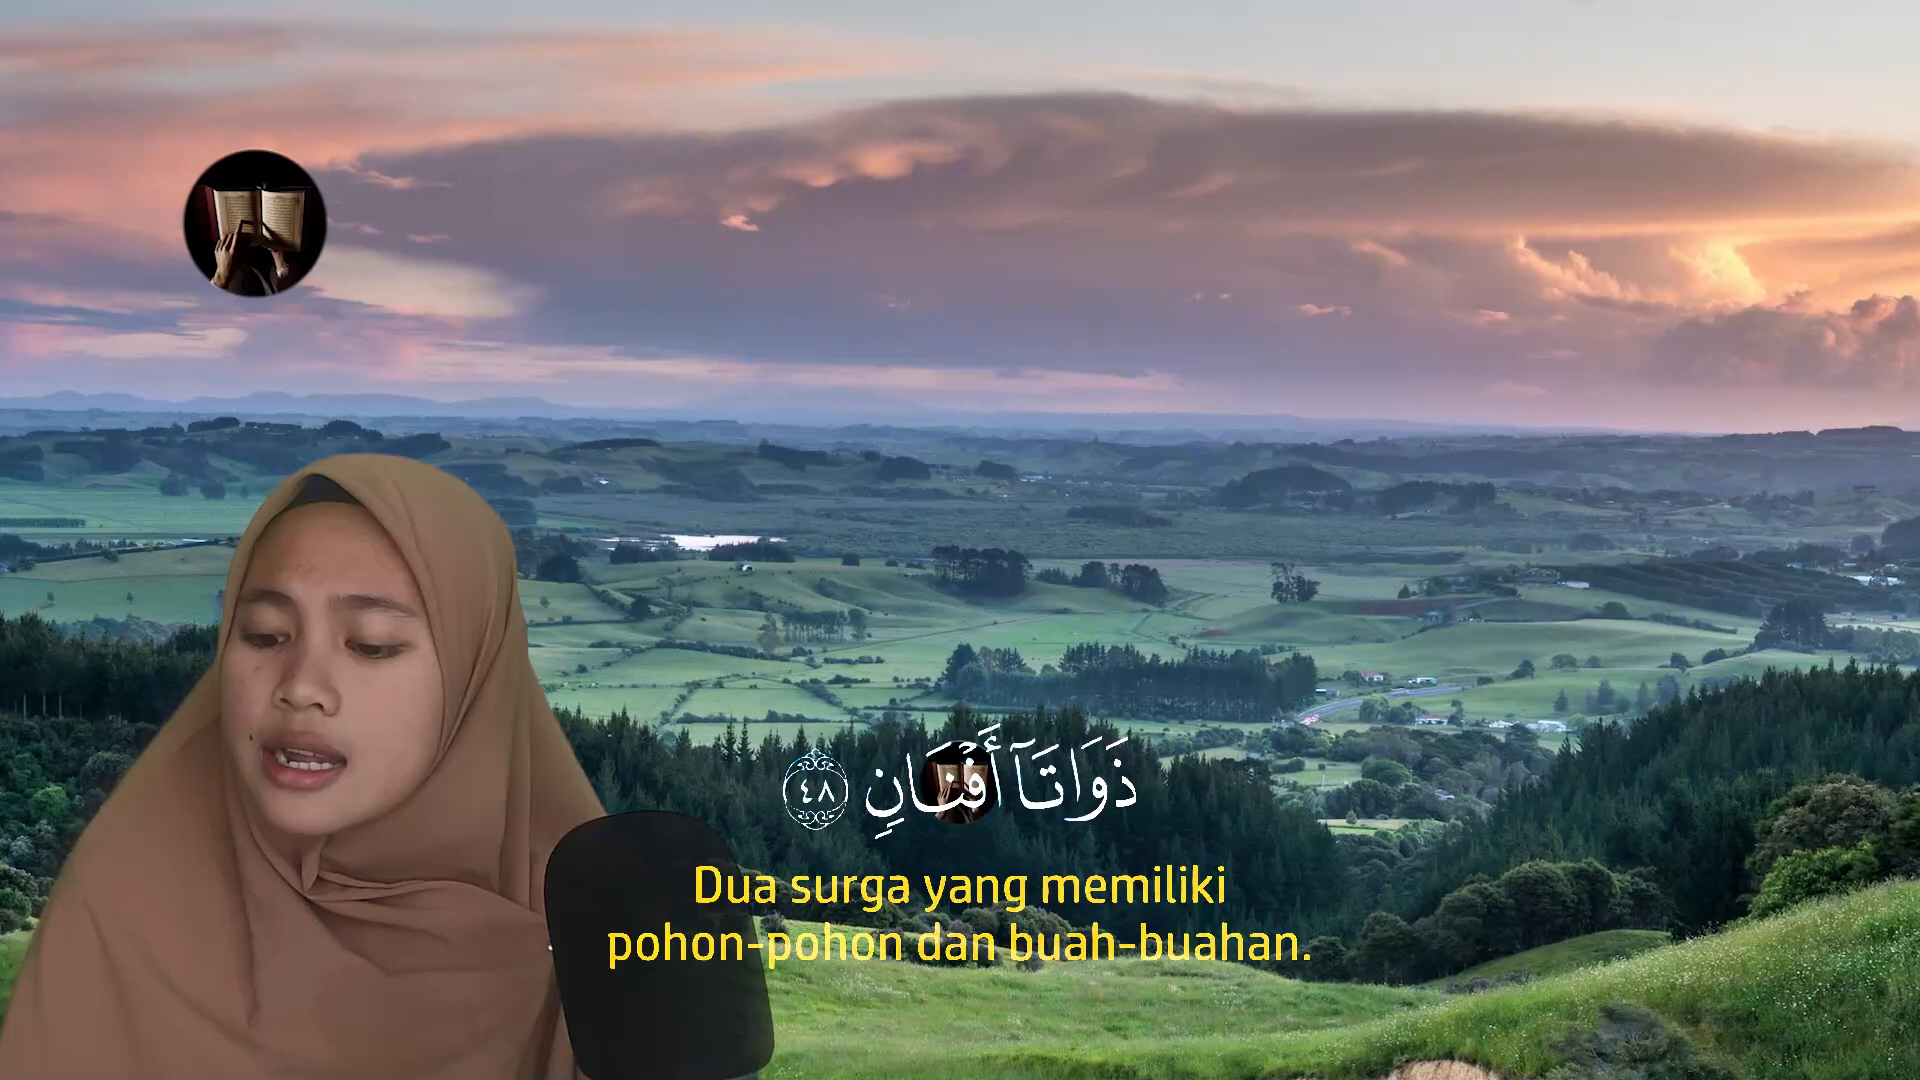 ذَوَاتَآ أَفْنَانٍ ٤٨
Dua surga yang memiliki
pohon-pohon dan buah-buahan.